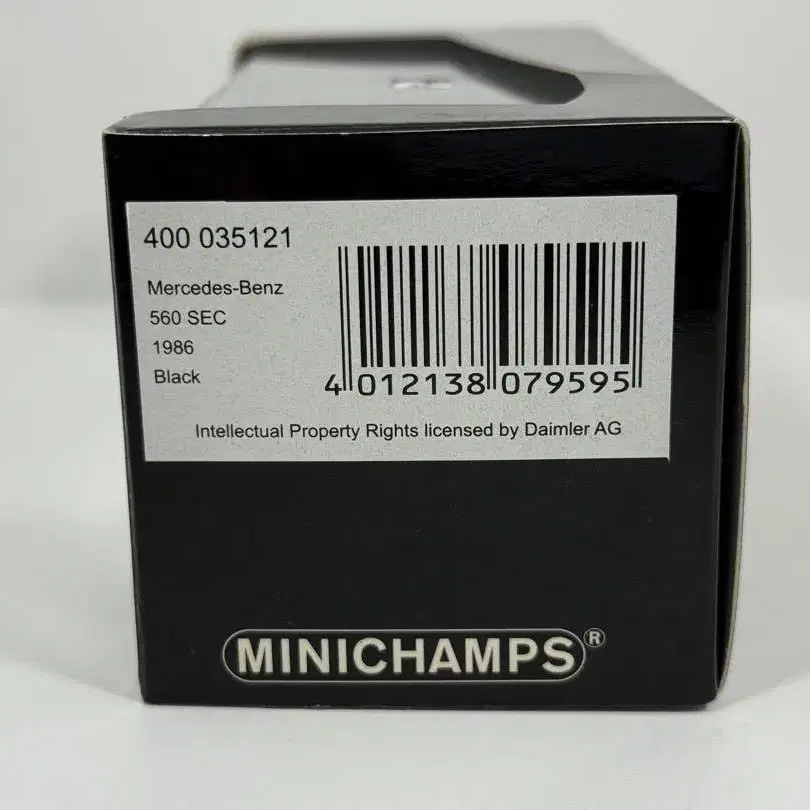 400 035121
Mercedes-Benz
560 SEC
1986
Black
4 012138 079595
Intellectual Property Rights licensed by Daimler AG
MINICHAMPS®